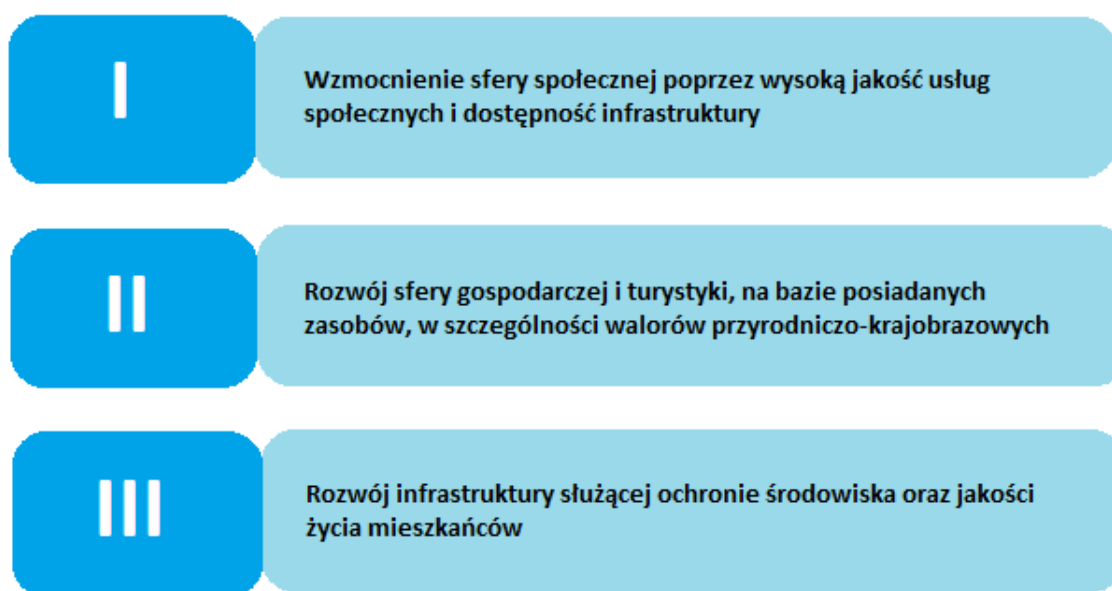 I
Wzmocnienie sfery społecznej poprzez wysoką jakość usług
społecznych i dostępność infrastruktury
II
Rozwój sfery gospodarczej i turystyki, na bazie posiadanych
zasobów, w szczególności walorów przyrodniczo-krajobrazowych
III
Rozwój infrastruktury służącej ochronie środowiska oraz jakości
życia mieszkańców